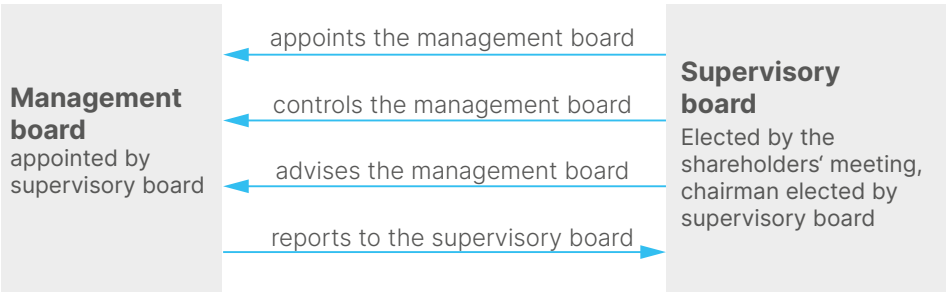 Management
board
appointed by
supervisory board
appoints the management board
controls the management board
advises the management board
reports to the supervisory board
Supervisory
board
Elected by the
shareholders‘ meeting,
chairman elected by
supervisory board